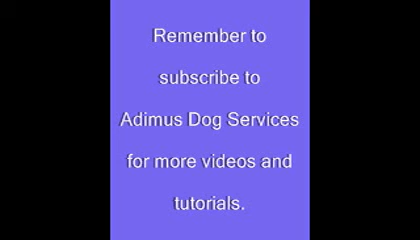 Remember to
subscribe to
Adimus Dog Services
for more videos and
tutorials.